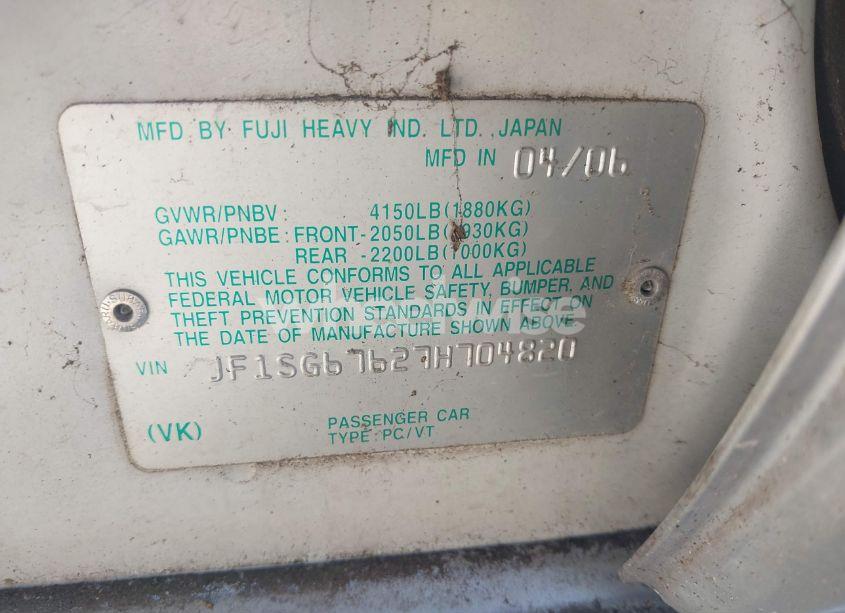 MFD BY FUJI HEAVY IND. LTD. JAPAN
MFD IN 04/06
GVWR/PNBV: 4150LB(1880KG)
GAWR/PNBE: FRONT-2050LB(930KG)
REAR -2200LB(1000KG)
THIS VEHICLE CONFORMS TO ALL APPLICABLE
FEDERAL MOTOR VEHICLE SAFETY, BUMPER, AND
THEFT PREVENTION STANDARDS IN EFFECT ON
THE DATE OF MANUFACTURE SHOWN ABOVE.
VIN JF1SG67627H704820
(VK)
PASSENGER CAR
TYPE: PC/VT